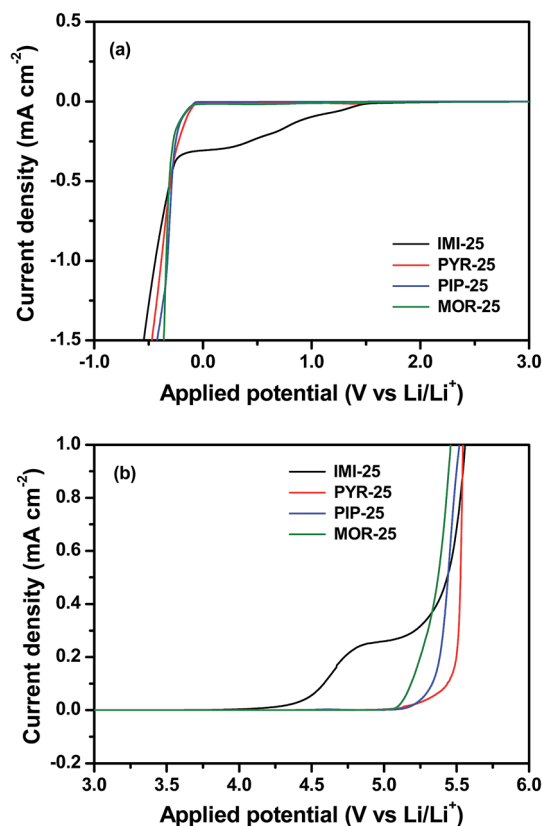 (a)
Current density (mA cm⁻²)
0.5
0.0
-0.5
-1.0
-1.5
IMI-25
PYR-25
PIP-25
MOR-25
-1.0 0.0 1.0 2.0 3.0
Applied potential (V vs Li/Li⁺)
(b)
Current density (mA cm⁻²)
1.0
0.8
0.6
0.4
0.2
0.0
-0.2
IMI-25
PYR-25
PIP-25
MOR-25
3.0 3.5 4.0 4.5 5.0 5.5 6.0
Applied potential (V vs Li/Li⁺)